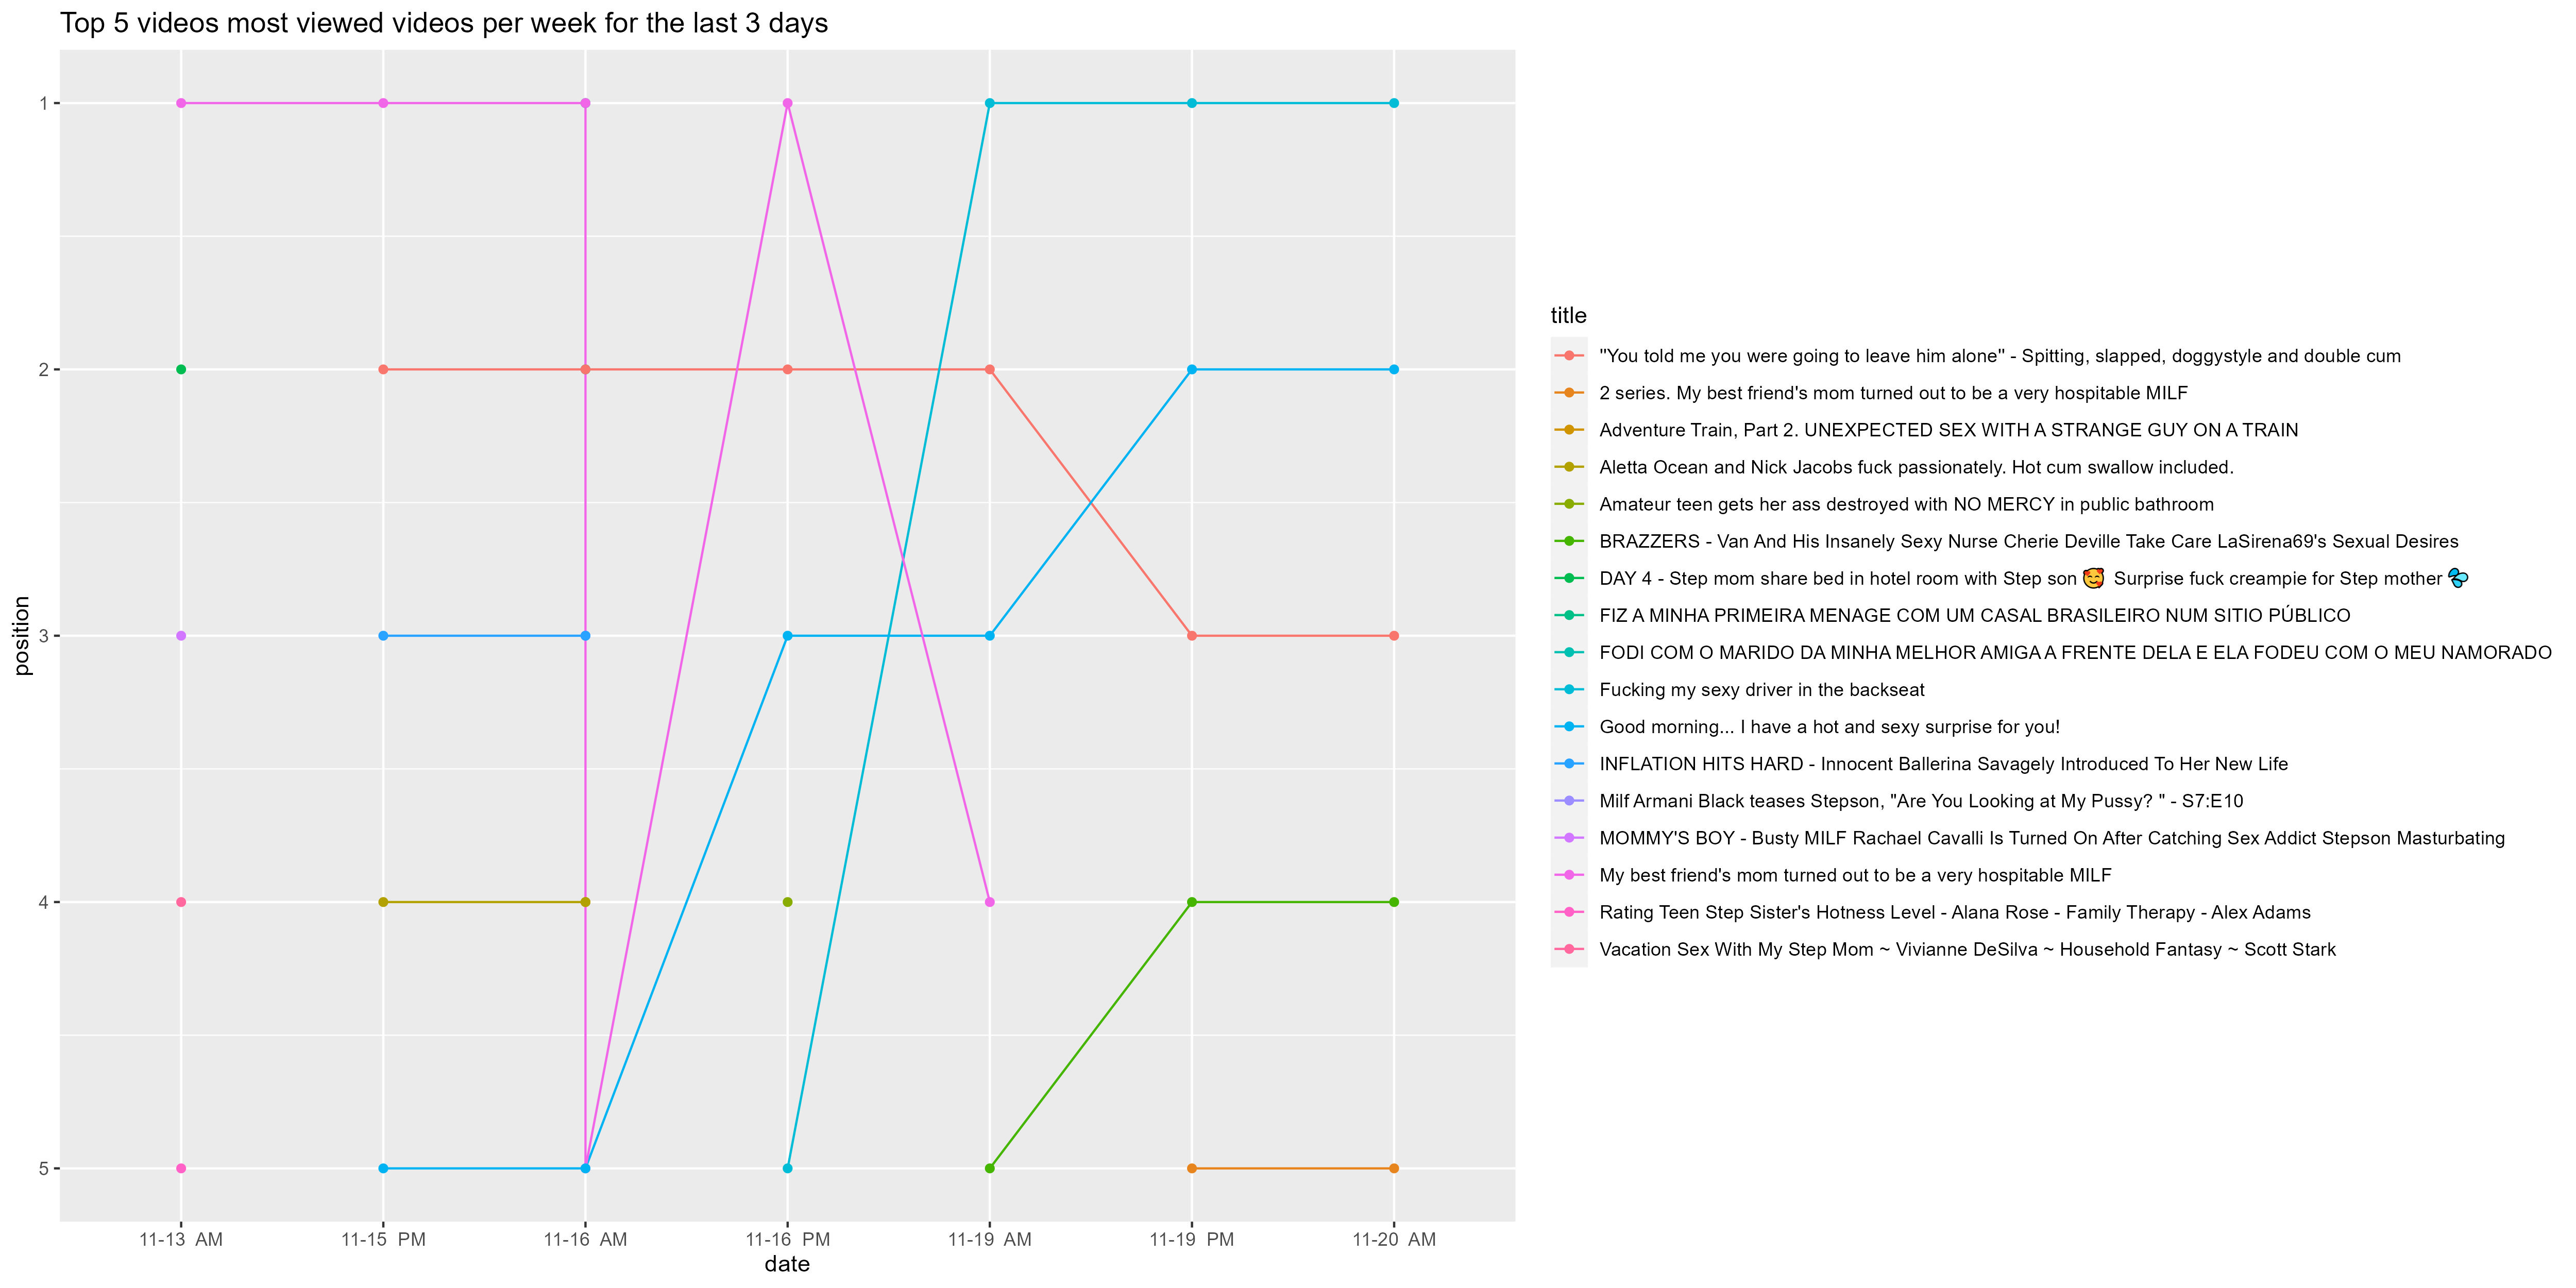 Top 5 videos most viewed videos per week for the last 3 days
position
1
2
3
4
5
11-13 AM
11-15 PM
11-16 AM
11-16 PM
11-19 AM
11-19 PM
11-20 AM
date
title
"You told me you were going to leave him alone" - Spitting, slapped, doggystyle and double cum
2 series. My best friend's mom turned out to be a very hospitable MILF
Adventure Train, Part 2. UNEXPECTED SEX WITH A STRANGE GUY ON A TRAIN
Aletta Ocean and Nick Jacobs fuck passionately. Hot cum swallow included.
Amateur teen gets her ass destroyed with NO MERCY in public bathroom
BRAZZERS - Van And His Insanely Sexy Nurse Cherie Deville Take Care LaSirena69's Sexual Desires
DAY 4 - Step mom share bed in hotel room with Step son 🥰 Surprise fuck creampie for Step mother 💦
FIZ A MINHA PRIMEIRA MENAGE COM UM CASAL BRASILEIRO NUM SITIO PÚBLICO
FODI COM O MARIDO DA MINHA MELHOR AMIGA A FRENTE DELA E ELA FODEU COM O MEU NAMORADO
Fucking my sexy driver in the backseat
Good morning... I have a hot and sexy surprise for you!
INFLATION HITS HARD - Innocent Ballerina Savagely Introduced To Her New Life
Milf Armani Black teases Stepson, "Are You Looking at My Pussy? " - S7:E10
MOMMY'S BOY - Busty MILF Rachael Cavalli Is Turned On After Catching Sex Addict Stepson Masturbating
My best friend's mom turned out to be a very hospitable MILF
Rating Teen Step Sister's Hotness Level - Alana Rose - Family Therapy - Alex Adams
Vacation Sex With My Step Mom ~ Vivianne DeSilva ~ Household Fantasy ~ Scott Stark